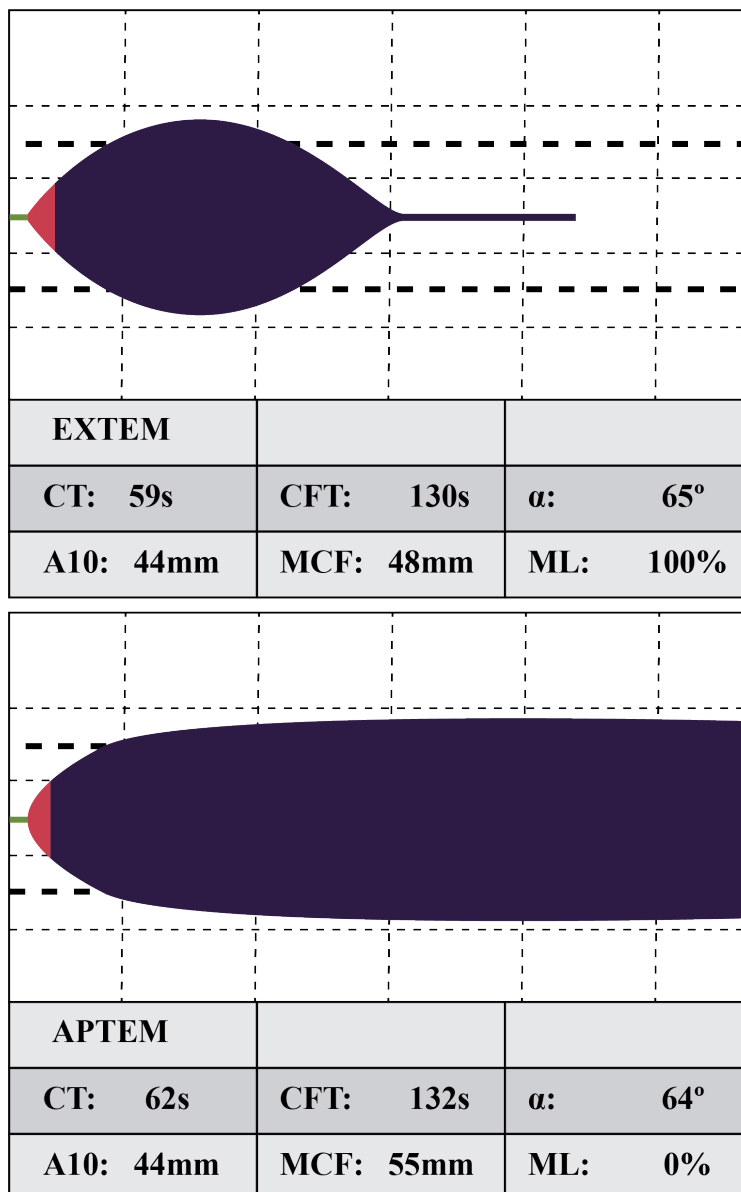 EXTEM
CT: 59s CFT: 130s α: 65º
A10: 44mm MCF: 48mm ML: 100%
APTEM
CT: 62s CFT: 132s α: 64º
A10: 44mm MCF: 55mm ML: 0%